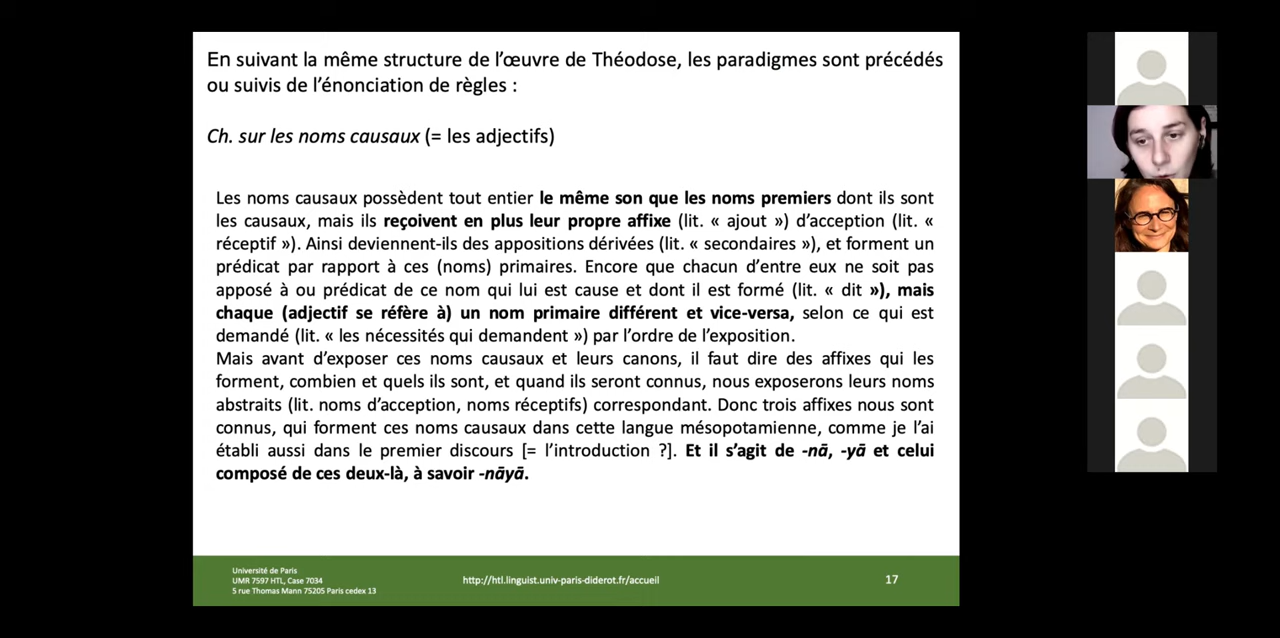 En suivant la même structure de l’œuvre de Théodose, les paradigmes sont précédés
ou suivis de l’énonciation de règles :
Ch. sur les noms causaux (= les adjectifs)
Les noms causaux possèdent tout entier le même son que les noms premiers dont ils sont
les causaux, mais ils reçoivent en plus leur propre affixe (lit. « ajout ») d’acception (lit. «
réceptif »). Ainsi deviennent-ils des appositions dérivées (lit. « secondaires »), et forment un
prédicat par rapport à ces (noms) primaires. Encore que chacun d’entre eux ne soit pas
apposé à ou prédicat de ce nom qui lui est cause et dont il est formé (lit. « dit »), mais
chaque (adjectif se réfère à) un nom primaire différent et vice-versa, selon ce qui est
demandé (lit. « les nécessités qui demandent ») par l’ordre de l’exposition.
Mais avant d’exposer ces noms causaux et leurs canons, il faut dire des affixes qui les
forment, combien et quels ils sont, et quand ils seront connus, nous exposerons leurs noms
abstraits (lit. noms d’acception, noms réceptifs) correspondant. Donc trois affixes nous sont
connus, qui forment ces noms causaux dans cette langue mésopotamienne, comme je l’ai
établi aussi dans le premier discours [= l’introduction ?]. Et il s’agit de -nā, -yā et celui
composé de ces deux-là, à savoir -nāyā.
Université de Paris
UMR 7597 HTL, Case 7034
5 rue Thomas Mann 75205 Paris cedex 13
http://htl.linguist.univ-paris-diderot.fr/accueil
17